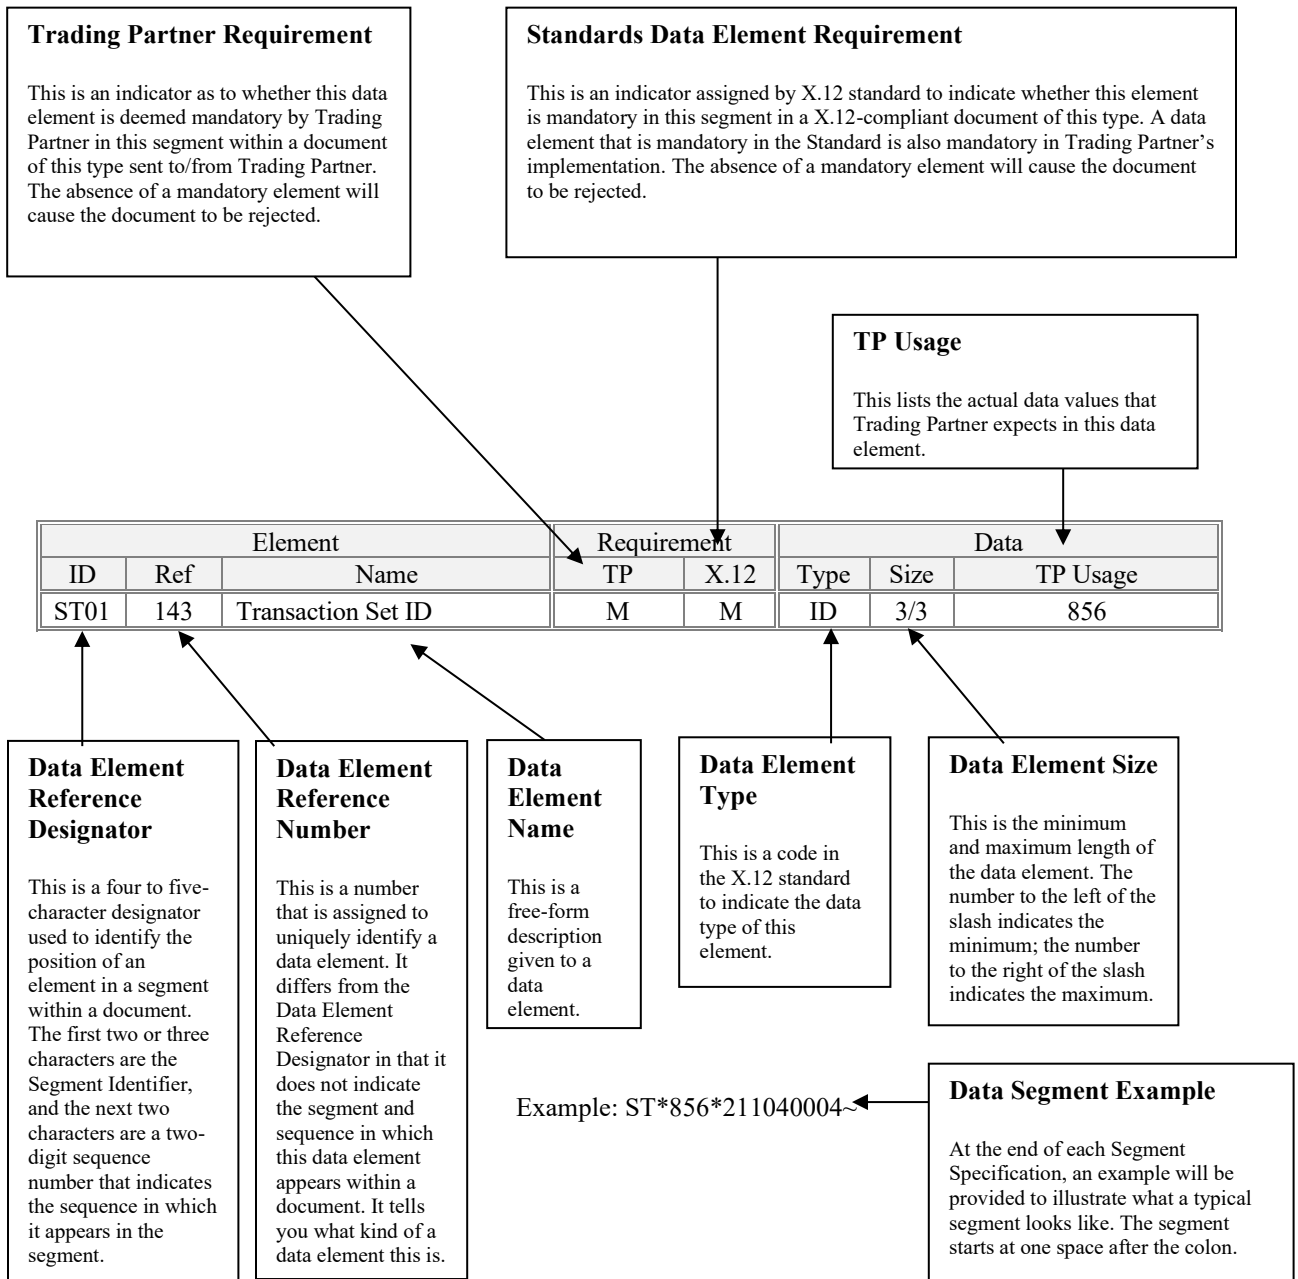 Trading Partner Requirement
This is an indicator as to whether this data
element is deemed mandatory by Trading
Partner in this segment within a document
of this type sent to/from Trading Partner.
The absence of a mandatory element will
cause the document to be rejected.
Standards Data Element Requirement
This is an indicator assigned by X.12 standard to indicate whether this element
is mandatory in this segment in a X.12-compliant document of this type. A data
element that is mandatory in the Standard is also mandatory in Trading Partner's
implementation. The absence of a mandatory element will cause the document
to be rejected.
TP Usage
This lists the actual data values that
Trading Partner expects in this data
element.
Element Requirement Data
ID Ref Name TP X.12 Type Size TP Usage
ST01 143 Transaction Set ID M M ID 3/3 856
Data Element
Reference
Designator
This is a four to five-
character designator
used to identify the
position of an
element in a segment
within a document.
The first two or three
characters are the
Segment Identifier,
and the next two
characters are a two-
digit sequence
number that indicates
the sequence in which
it appears in the
segment.
Data Element
Reference
Number
This is a number
that is assigned to
uniquely identify a
data element. It
differs from the
Data Element
Reference
Designator in that it
does not indicate
the segment and
sequence in which
this data element
appears within a
document. It tells
you what kind of a
data element this is.
Data
Element
Name
This is a
free-form
description
given to a
data
element.
Data Element
Type
This is a code in
the X.12 standard
to indicate the data
type of this
element.
Data Element Size
This is the minimum
and maximum length of
the data element. The
number to the left of the
slash indicates the
minimum; the number
to the right of the slash
indicates the maximum.
Example: ST*856*211040004~
Data Segment Example
At the end of each Segment
Specification, an example will be
provided to illustrate what a typical
segment looks like. The segment
starts at one space after the colon.